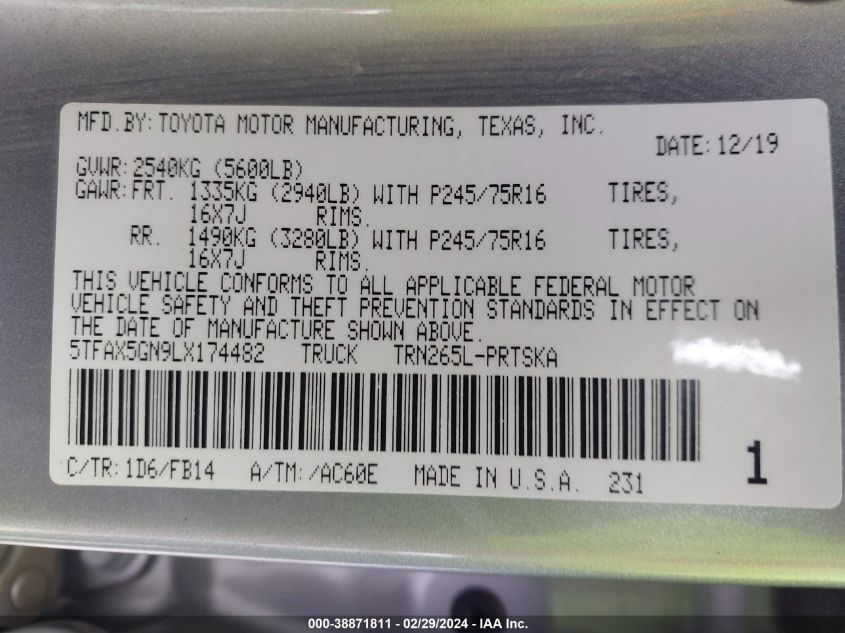 MFD.BY:TOYOTA MOTOR MANUFACTURING, TEXAS, INC.
DATE:12/19
GVWR:2540KG (5600LB)
GAWR:FRT. 1335KG (2940LB) WITH P245/75R16 TIRES,
16X7J RIMS.
RR. 1490KG (3280LB) WITH P245/75R16 TIRES,
16X7J RIMS.
THIS VEHICLE CONFORMS TO ALL APPLICABLE FEDERAL MOTOR
VEHICLE SAFETY AND THEFT PREVENTION STANDARDS IN EFFECT ON
THE DATE OF MANUFACTURE SHOWN ABOVE.
5TFAX5GN9LX174482 TRUCK TRN265L-PRTSKA
C/TR:1D6/FB14 A/TM:/AC60E MADE IN U.S.A. 231
1
000-38871811 - 02/29/2024 - IAA Inc.